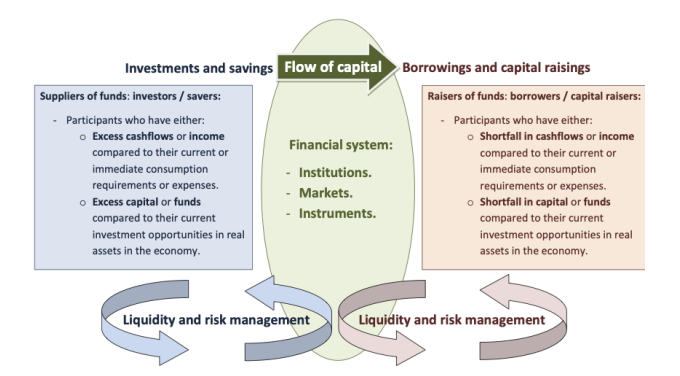 Investments and savings
Flow of capital
Borrowings and capital raisings
Suppliers of funds: investors / savers:
- Participants who have either:
o Excess cashflows or income
compared to their current or
immediate consumption
requirements or expenses.
o Excess capital or funds
compared to their current
investment opportunities in real
assets in the economy.
Financial system:
- Institutions.
- Markets.
- Instruments.
Raisers of funds: borrowers / capital raisers:
- Participants who have either:
o Shortfall in cashflows or income
compared to their current or
immediate consumption
requirements or expenses.
o Shortfall in capital or funds
compared to their current
investment opportunities in real
assets in the economy.
Liquidity and risk management
Liquidity and risk management